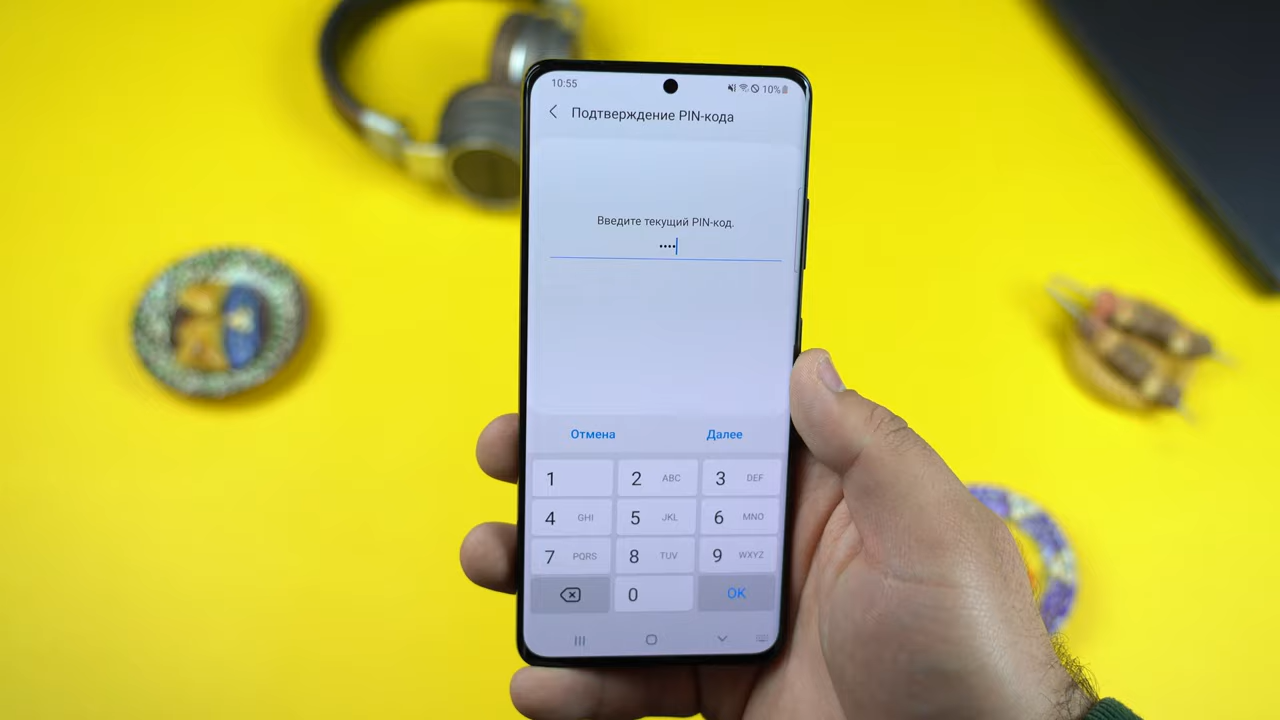 10:55 10%
Подтверждение PIN-кода
Введите текущий PIN-код.
••••
Отмена Далее
1 2 ABC 3 DEF
4 GHI 5 JKL 6 MNO
7 PQRS 8 TUV 9 WXYZ
0 OK